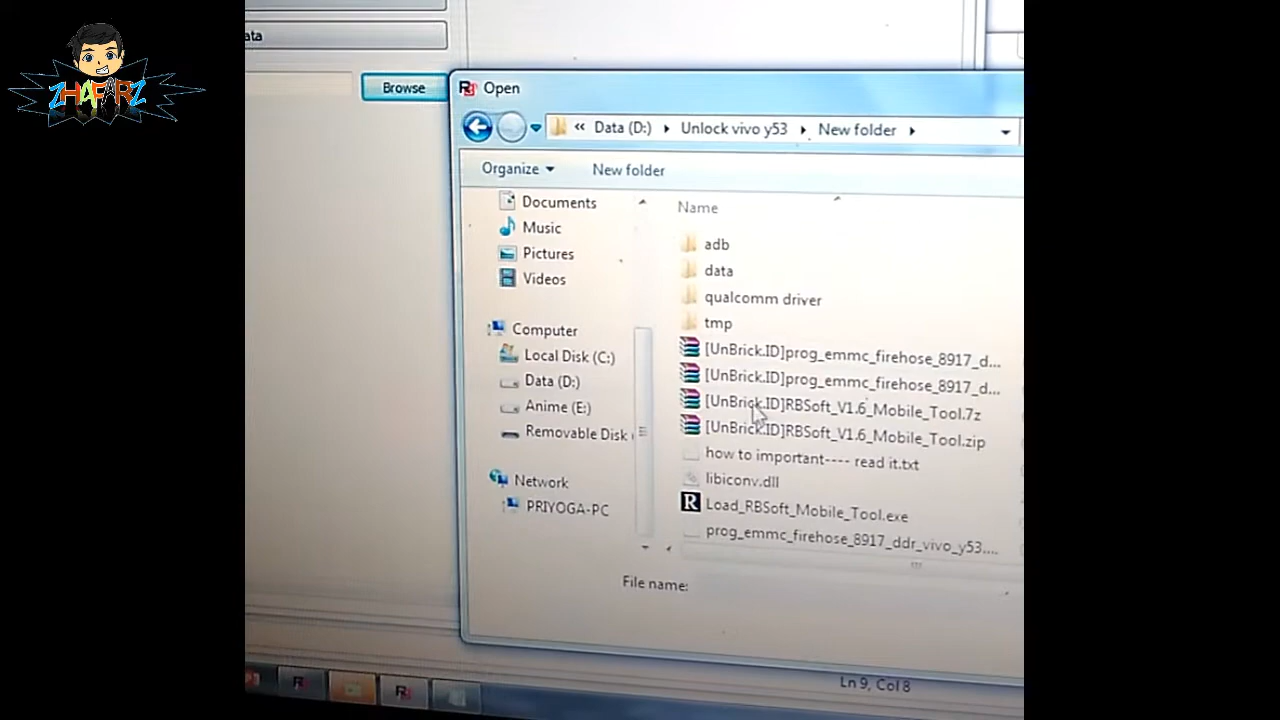 ZHAFARZ
ata
Browse
Open
« Data (D:) Unlock vivo y53 New folder
Organize New folder
Documents
Music
Pictures
Videos
Computer
Local Disk (C:)
Data (D:)
Anime (E:)
Removable Disk
Network
PRIYOGA-PC
Name
adb
data
qualcomm driver
tmp
[UnBrick.ID]prog_emmc_firehose_8917_d...
[UnBrick.ID]prog_emmc_firehose_8917_d...
[UnBrick.ID]RBSoft_V1.6_Mobile_Tool.7z
[UnBrick.ID]RBSoft_V1.6_Mobile_Tool.zip
how to important---- read it.txt
libiconv.dll
R Load_RBSoft_Mobile_Tool.exe
prog_emmc_firehose_8917_ddr_vivo_y53....
File name:
Ln 9, Col 8